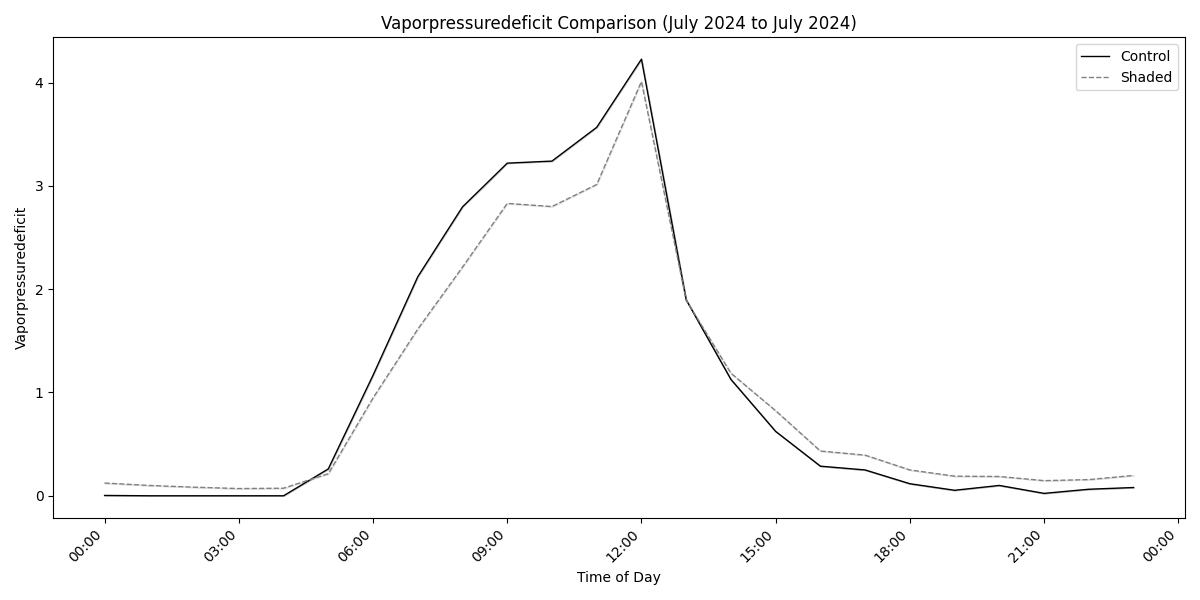 Vaporpressuredeficit Comparison (July 2024 to July 2024)
Control
Shaded
Vaporpressuredeficit
4
3
2
1
0
00:00
03:00
06:00
09:00
12:00
15:00
18:00
21:00
00:00
Time of Day